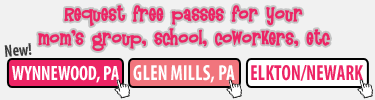 Request free passes for your
mom's group, school, coworkers, etc
New!
WYNNEWOOD, PA GLEN MILLS, PA ELKTON/NEWARK